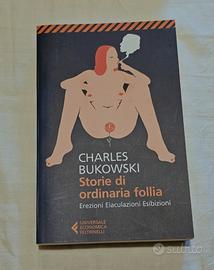 CHARLES
BUKOWSKI
Storie di
ordinaria follia
Erezioni Eiaculazioni Esibizioni
UNIVERSALE
ECONOMICA
FELTRINELLI
subito